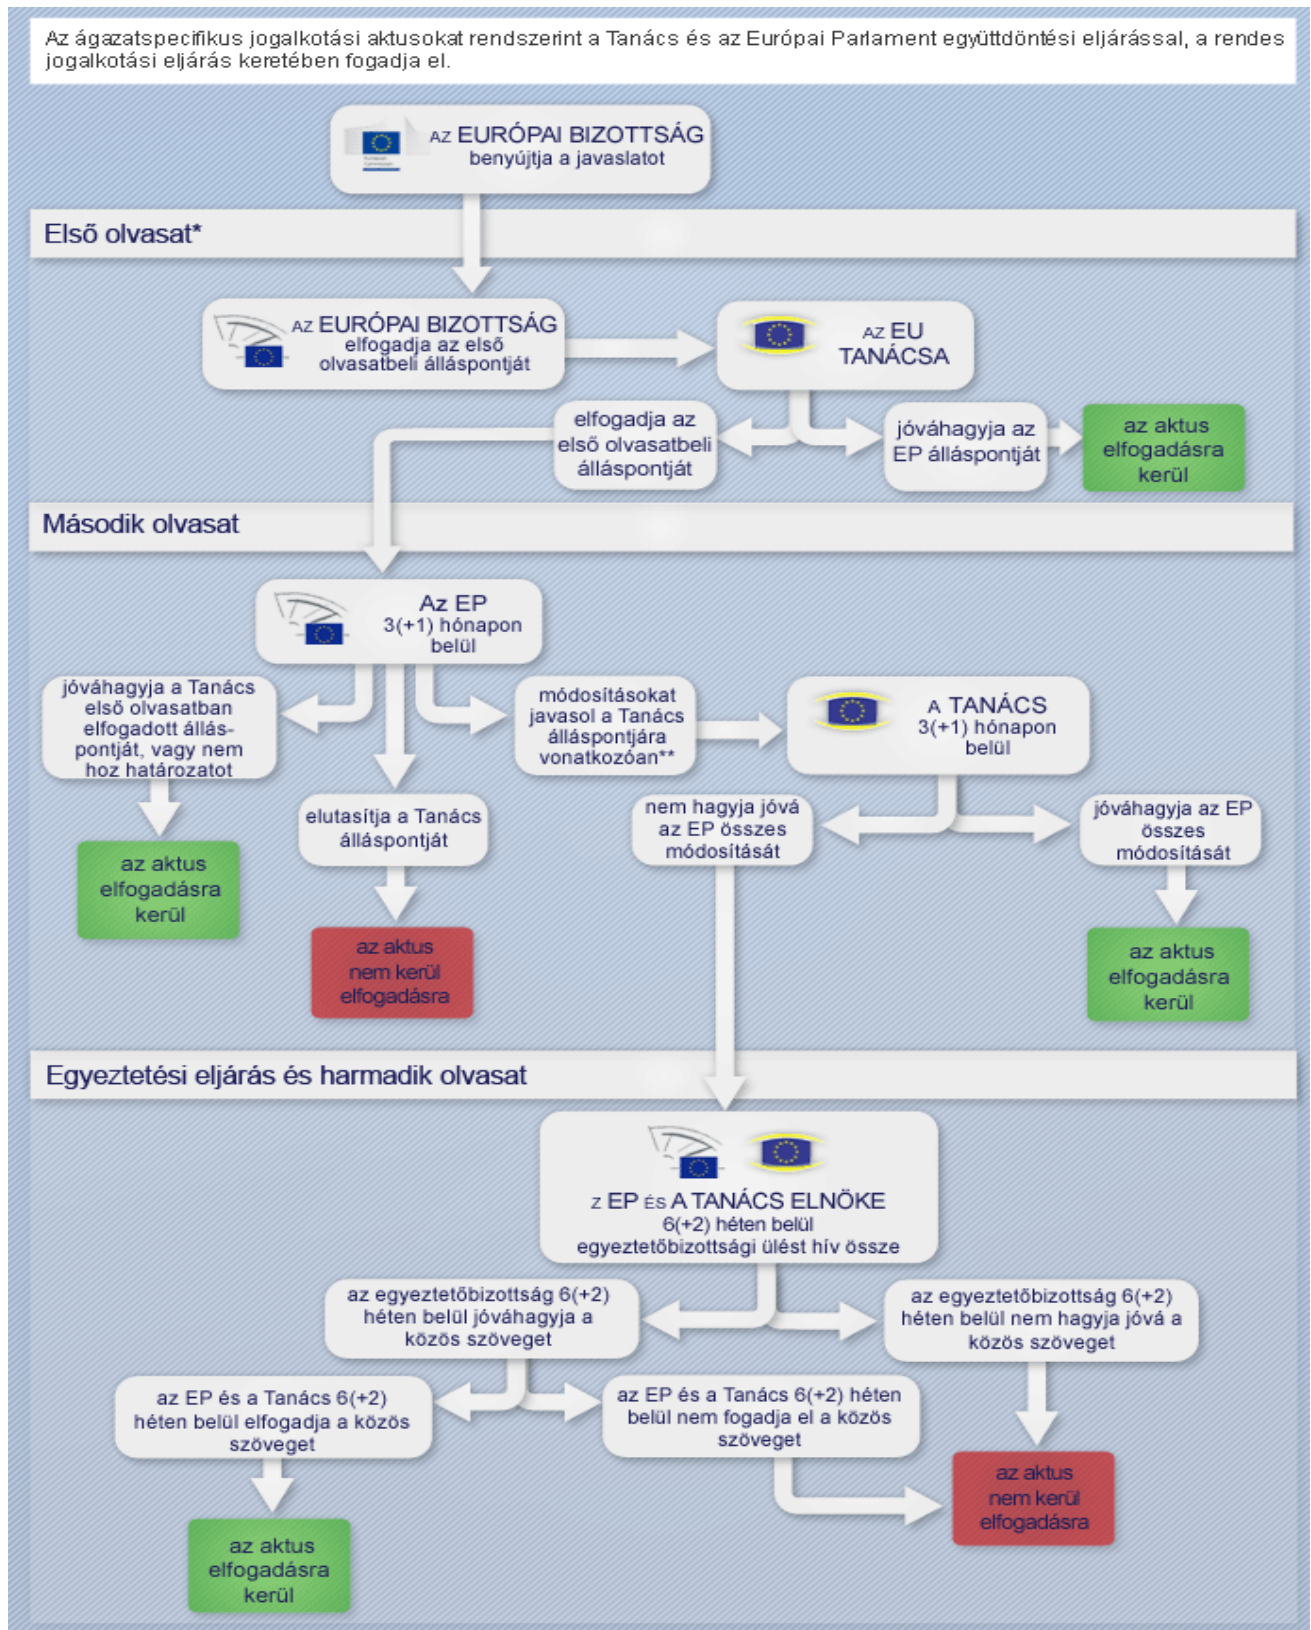 Az ágazatspecifikus jogalkotási aktusokat rendszerint a Tanács és az Európai Parlament együttdöntési eljárással, a rendes
jogalkotási eljárás keretében fogadja el.
AZ EURÓPAI BIZOTTSÁG
benyújtja a javaslatot
Első olvasat*
AZ EURÓPAI BIZOTTSÁG
elfogadja az első
olvasatbeli álláspontját
AZ EU
TANÁCSA
elfogadja az
első olvasatbeli
álláspontját
jóváhagyja az
EP álláspontját
az aktus
elfogadásra
kerül
Második olvasat
Az EP
3(+1) hónapon
belül
jóváhagyja a Tanács
első olvasatban
elfogadott állás-
pontját, vagy nem
hoz határozatot
módosításokat
javasol a Tanács
álláspontjára
vonatkozóan**
A TANÁCS
3(+1) hónapon
belül
elutasítja a Tanács
álláspontját
nem hagyja jóvá
az EP összes
módosítását
jóváhagyja az EP
összes
módosítását
az aktus
elfogadásra
kerül
az aktus
nem kerül
elfogadásra
az aktus
elfogadásra
kerül
Egyeztetési eljárás és harmadik olvasat
Z EP ÉS A TANÁCS ELNÖKE
6(+2) héten belül
egyeztetőbizottsági ülést hív össze
az egyeztetőbizottság 6(+2)
héten belül jóváhagyja a
közös szöveget
az egyeztetőbizottság 6(+2)
héten belül nem hagyja jóvá a
közös szöveget
az EP és a Tanács 6(+2)
héten belül elfogadja a közös
szöveget
az EP és a Tanács 6(+2) héten
belül nem fogadja el a közös
szöveget
az aktus
nem kerül
elfogadásra
az aktus
elfogadásra
kerül